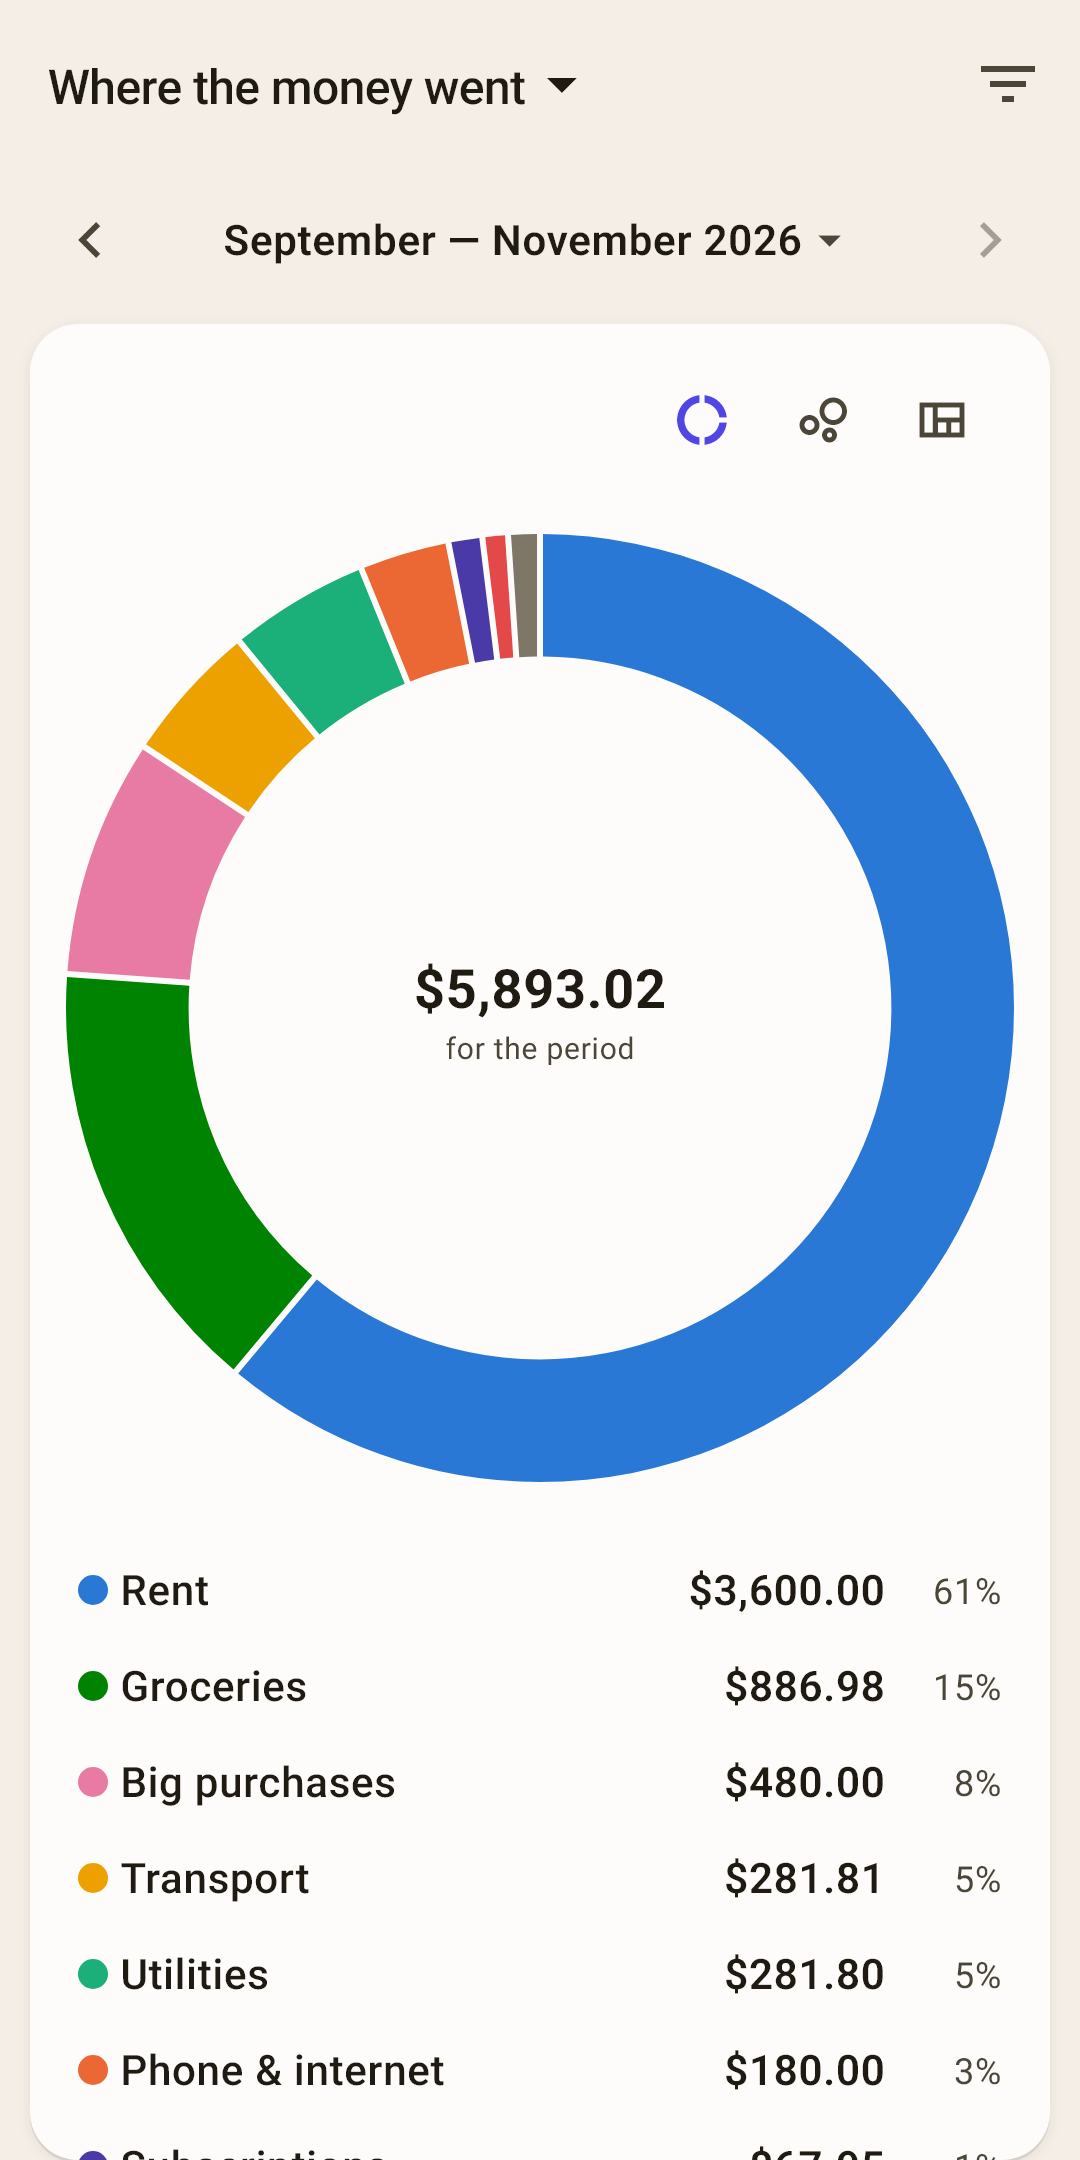 Where the money went
September — November 2026
$5,893.02
for the period
Rent $3,600.00 61%
Groceries $886.98 15%
Big purchases $480.00 8%
Transport $281.81 5%
Utilities $281.80 5%
Phone & internet $180.00 3%
Subscriptions